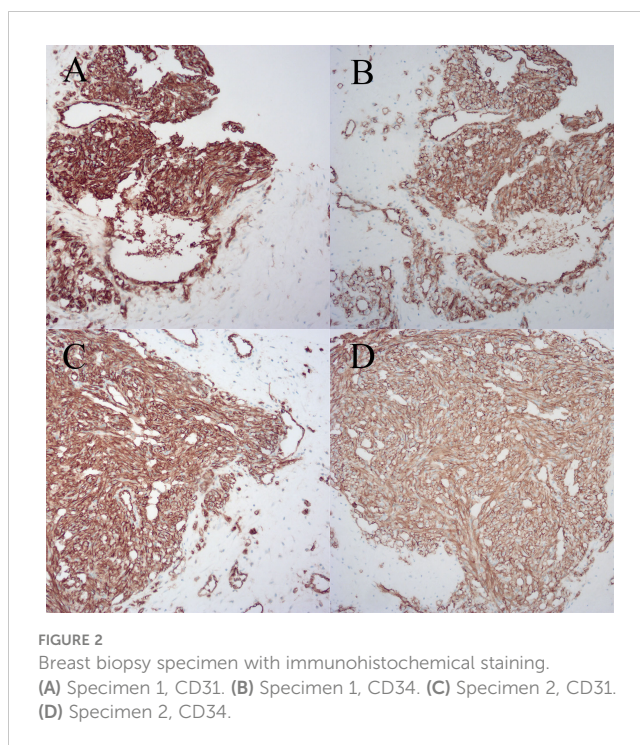 A
B
C
D
FIGURE 2
Breast biopsy specimen with immunohistochemical staining.
(A) Specimen 1, CD31. (B) Specimen 1, CD34. (C) Specimen 2, CD31.
(D) Specimen 2, CD34.